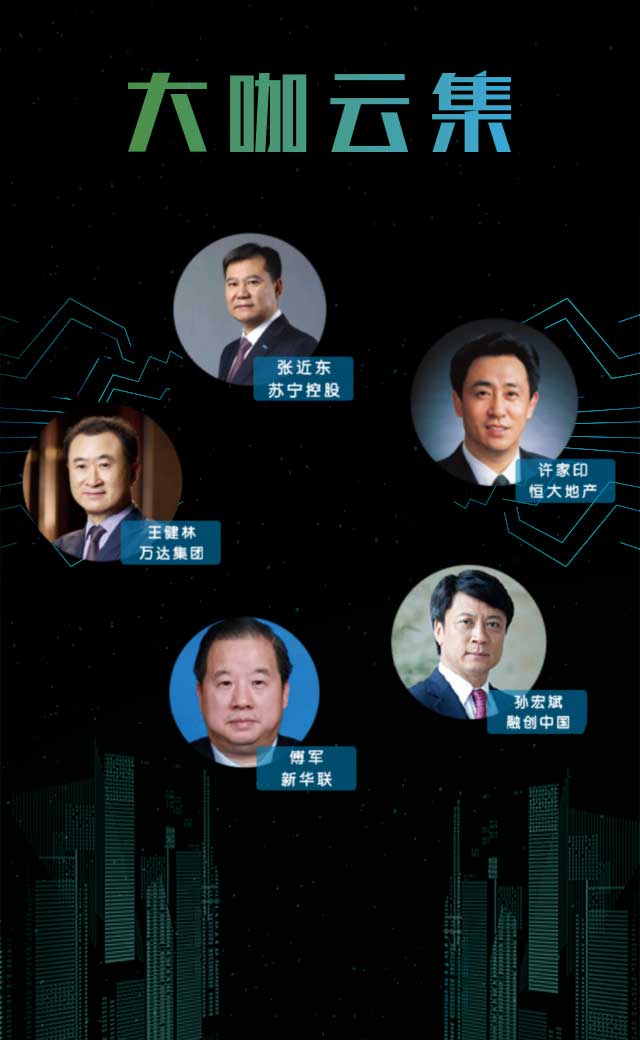 大咖云集
张近东
苏宁控股
许家印
恒大地产
王健林
万达集团
孙宏斌
融创中国
傅军
新华联